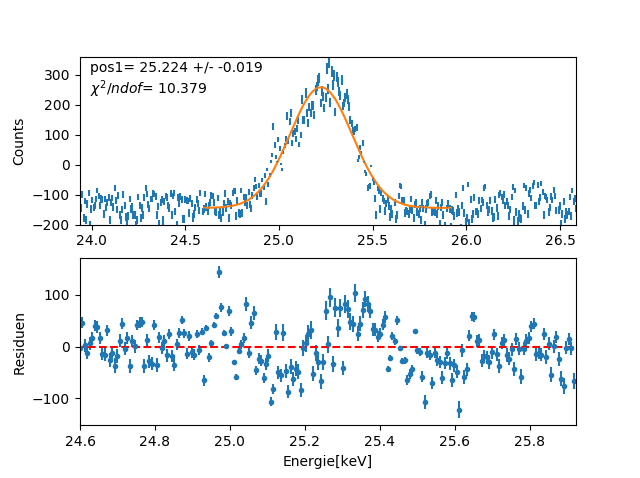 pos1= 25.224 +/- -0.019
χ²/ndof= 10.379
300
200
100
0
−100
−200
Counts
24.0 24.5 25.0 25.5 26.0 26.5
100
0
−100
Residuen
24.6 24.8 25.0 25.2 25.4 25.6 25.8
Energie[keV]